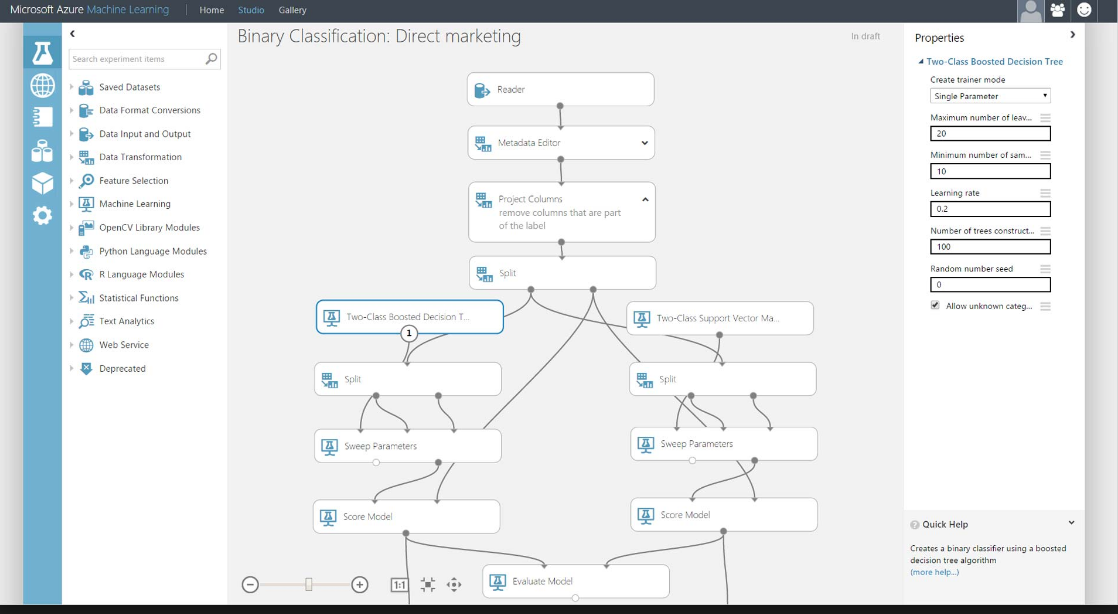 Microsoft Azure Machine Learning
Home
Studio
Gallery
Search experiment items
Saved Datasets
Data Format Conversions
Data Input and Output
Data Transformation
Feature Selection
Machine Learning
OpenCV Library Modules
Python Language Modules
R Language Modules
Statistical Functions
Text Analytics
Web Service
Deprecated
Binary Classification: Direct marketing
In draft
Reader
Metadata Editor
Project Columns
remove columns that are part
of the label
Split
Two-Class Boosted Decision T...
1
Two-Class Support Vector Ma...
Split
Split
Sweep Parameters
Sweep Parameters
Score Model
Score Model
Evaluate Model
1:1
Properties
Two-Class Boosted Decision Tree
Create trainer mode
Single Parameter
Maximum number of leav...
20
Minimum number of sam...
10
Learning rate
0.2
Number of trees construct...
100
Random number seed
0
Allow unknown categ...
Quick Help
Creates a binary classifier using a boosted
decision tree algorithm
(more help...)